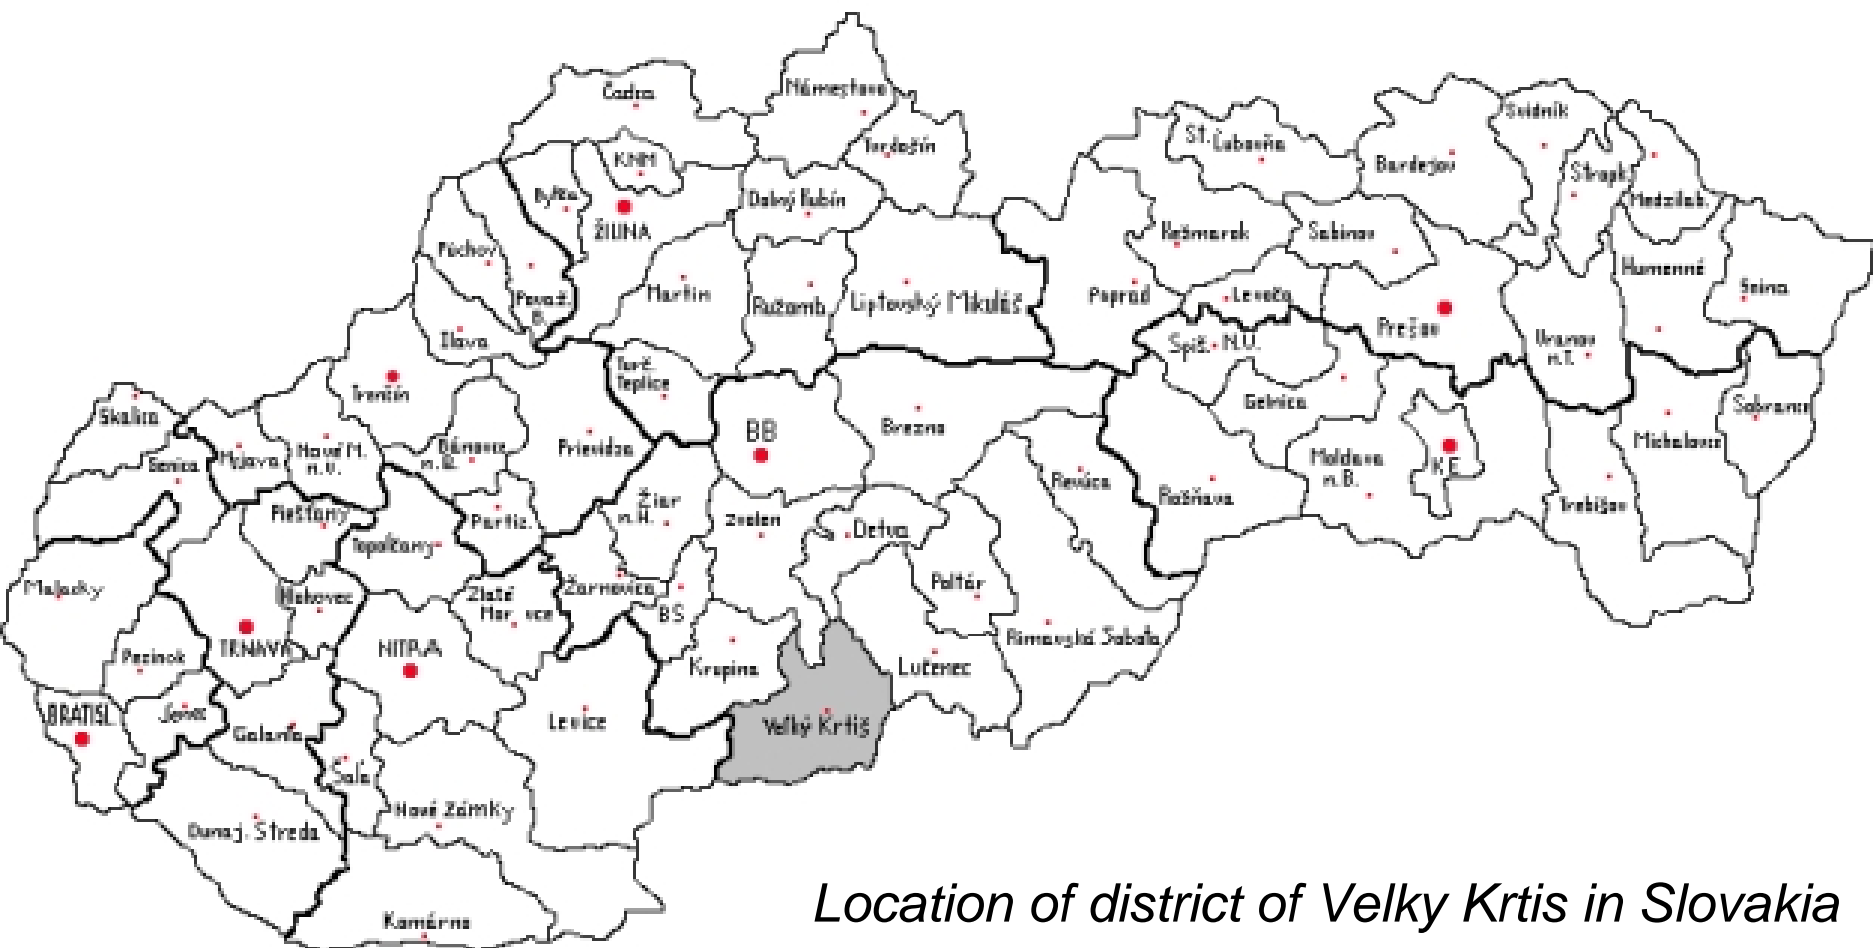 Čadca
Námestovo
Tvrdošín
KNM
Bytča
ŽILINA
Dolný Kubín
Púchov
Považ.
B.
Ilava
Martin
Ružomb.
Liptovský Mikuláš
Turč.
Teplice
St.
Ľubovňa
Bardejov
Svidník
Stropk.
Medzilab.
Kežmarok
Sabinov
Humenné
Snina
Poprad
Levoča
Prešov
Vranov
n.T.
Spiš. N.V.
Gelnica
Sobrance
Michalovce
Trebišov
K.E.
Moldava
n.B.
Rožňava
Revúca
Brezno
BB
Trenčín
Skalica
Senica
Myjava
Nové M.
n.V.
Bánovce
n.B.
Prievidza
Žiar
n.H.
Zvolen
Detva
Poltár
Rimavská Sobota
Lučenec
Piešťany
Topoľčany
Partiz.
Malacky
Hlohovec
Zlaté
Mor. vce
Žarnovica
BS
Krupina
Pezinok
TRNAVA
NITRA
BRATISL.
Senec
Galanta
Levice
Veľký Krtíš
Šaľa
Nové Zámky
Dunaj. Streda
Komárno
Location of district of Velky Krtis in Slovakia